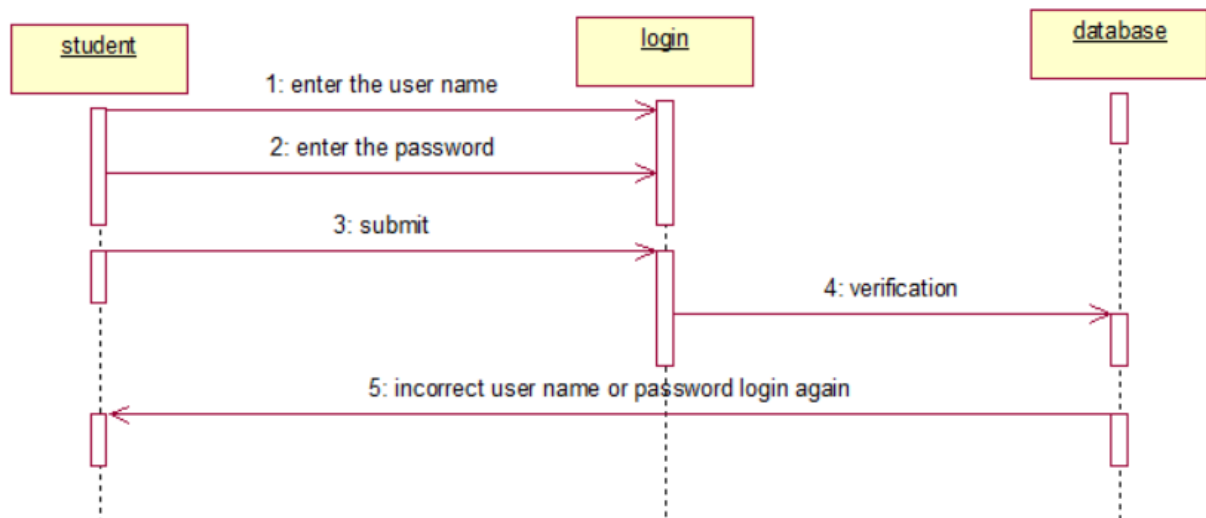 student
login
database
1: enter the user name
2: enter the password
3: submit
4: verification
5: incorrect user name or password login again